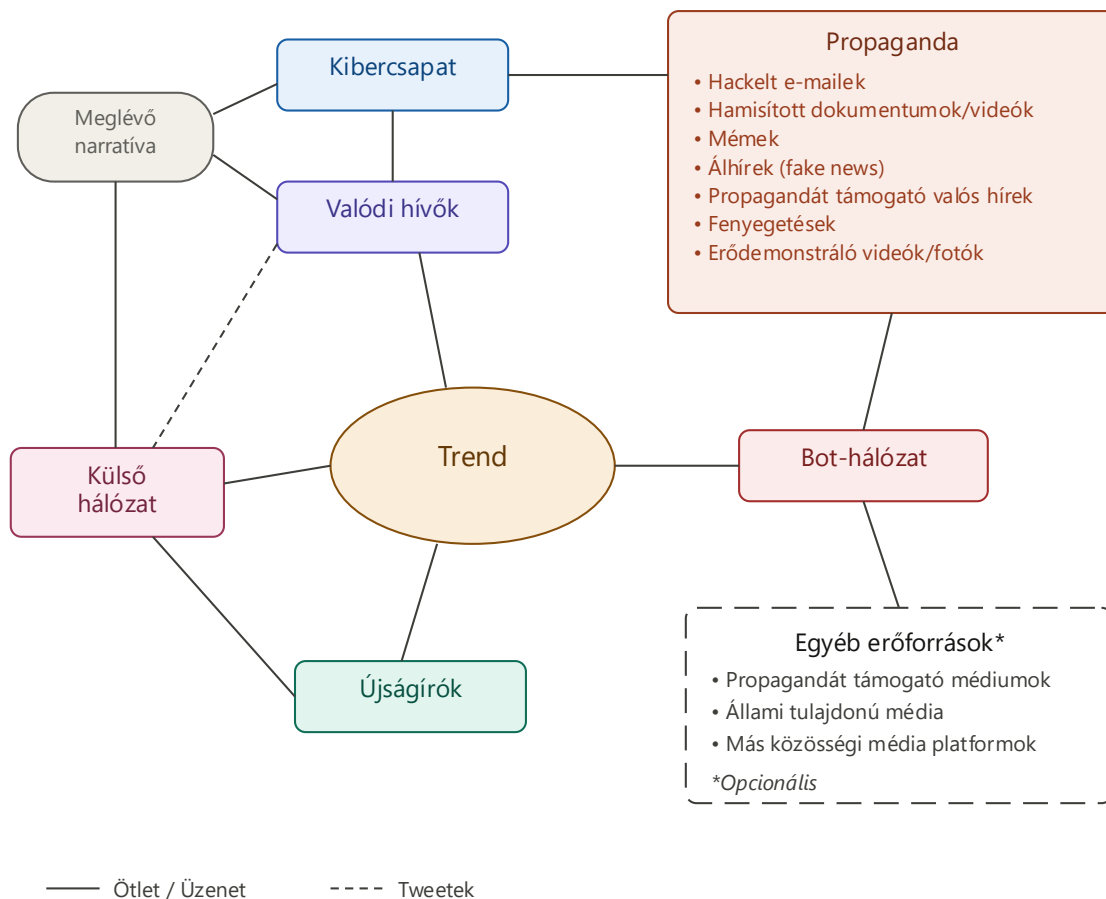 Kibercsapat
Meglévő
narratíva
Valódi hívők
Propaganda
• Hackelt e-mailek
• Hamisított dokumentumok/videók
• Mémek
• Álhírek (fake news)
• Propagandát támogató valós hírek
• Fenyegetések
• Erődemonstráló videók/fotók
Külső
hálózat
Trend
Bot-hálózat
Újságírók
Egyéb erőforrások*
• Propagandát támogató médiumok
• Állami tulajdonú média
• Más közösségi média platformok
*Opcionális
Ötlet / Üzenet
Tweetek